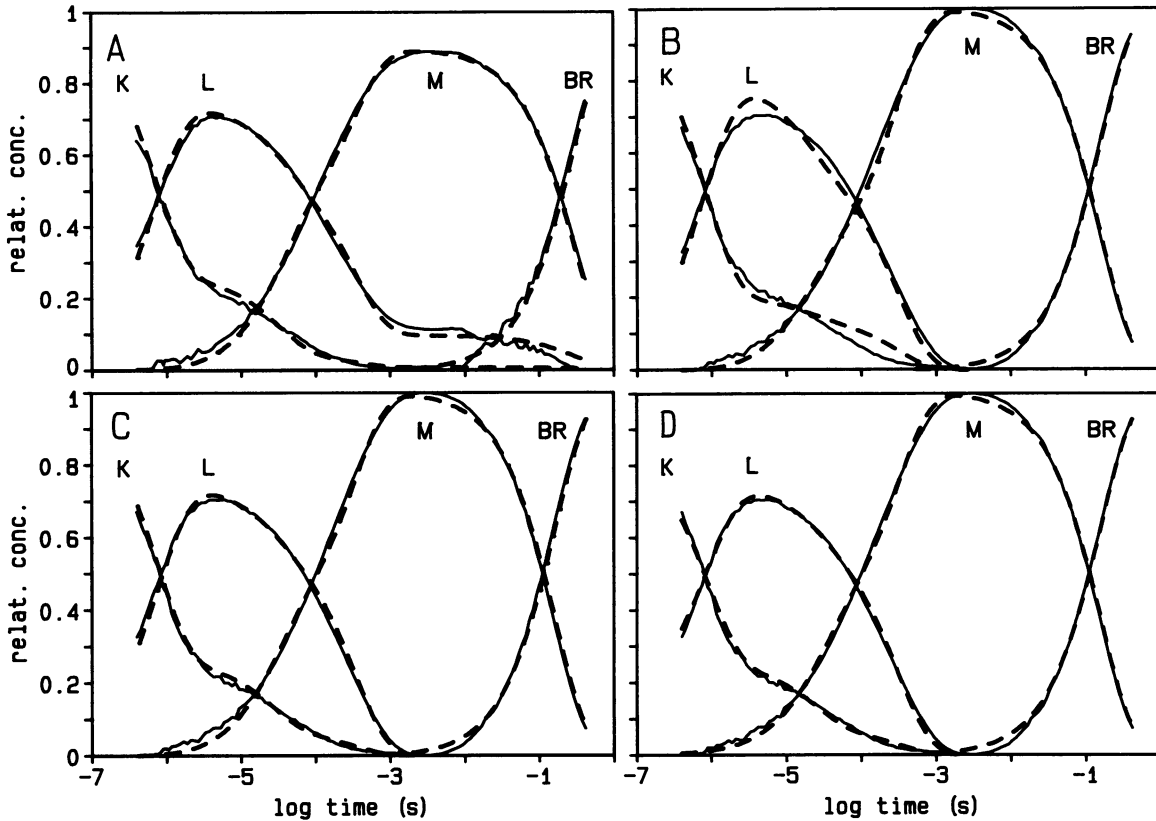 A
B
K
L
M
BR
K
L
M
BR
relat. conc.
1
0.8
0.6
0.4
0.2
0
C
D
K
L
M
BR
K
L
M
BR
relat. conc.
1
0.8
0.6
0.4
0.2
0
-7
-5
-3
-1
-7
-5
-3
-1
log time (s)
log time (s)